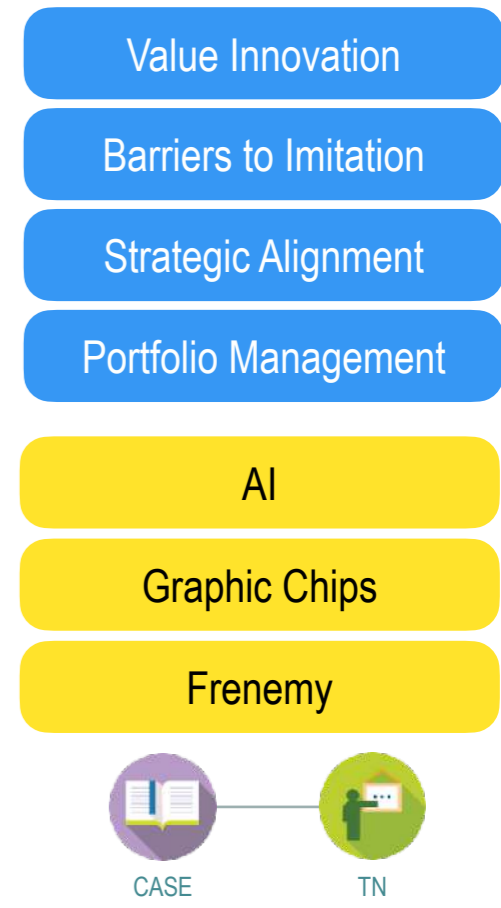 Value Innovation
Barriers to Imitation
Strategic Alignment
Portfolio Management
AI
Graphic Chips
Frenemy
CASE
TN